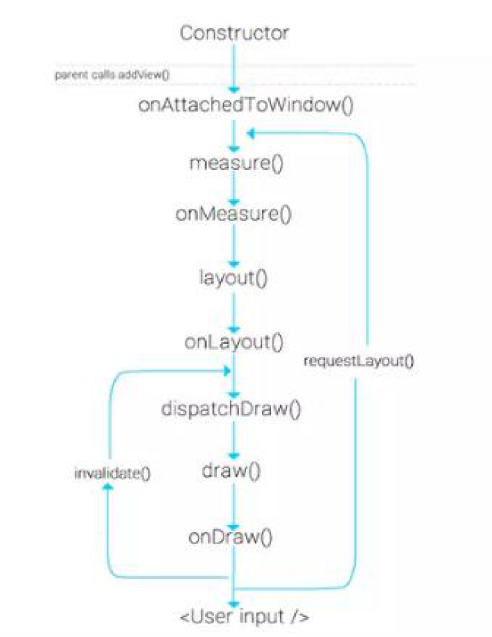 Constructor
parent calls addView()
onAttachedToWindow()
measure()
onMeasure()
layout()
onLayout()
requestLayout()
dispatchDraw()
invalidate()
draw()
onDraw()
<User input />